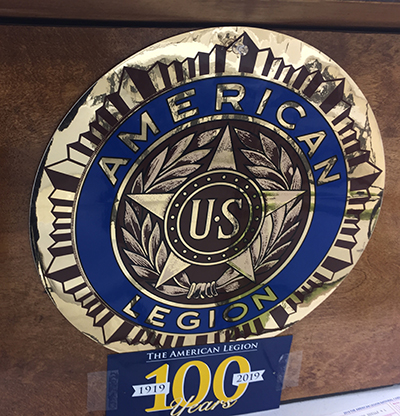 AMERICAN
U.S
LEGION
THE AMERICAN LEGION
1919 100 2019
Years